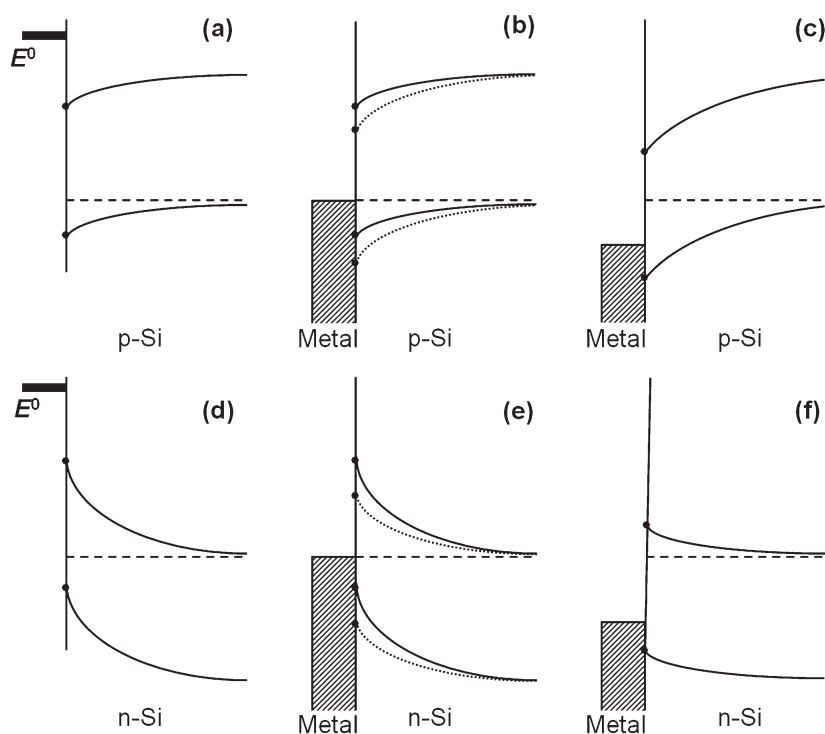 (a) (b) (c)
E⁰
p-Si Metal p-Si Metal p-Si
(d) (e) (f)
E⁰
n-Si Metal n-Si Metal n-Si